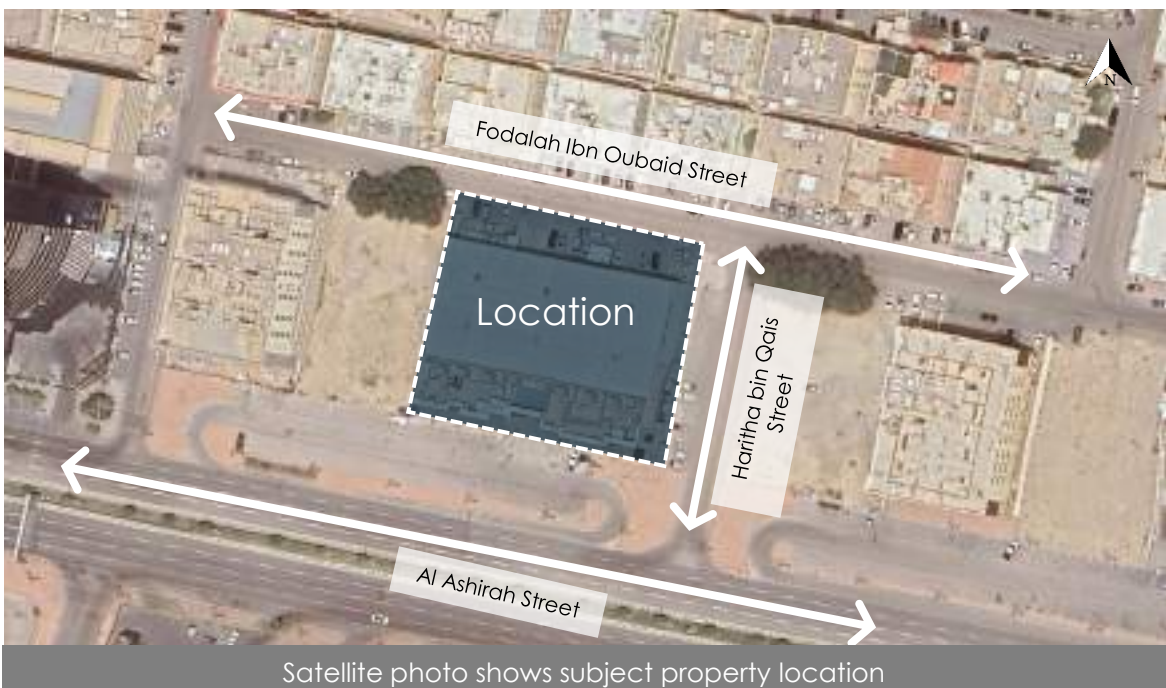 N
Fodalah Ibn Oubaid Street
Location
Haritha bin Qais
Street
Al Ashirah Street
Satellite photo shows subject property location